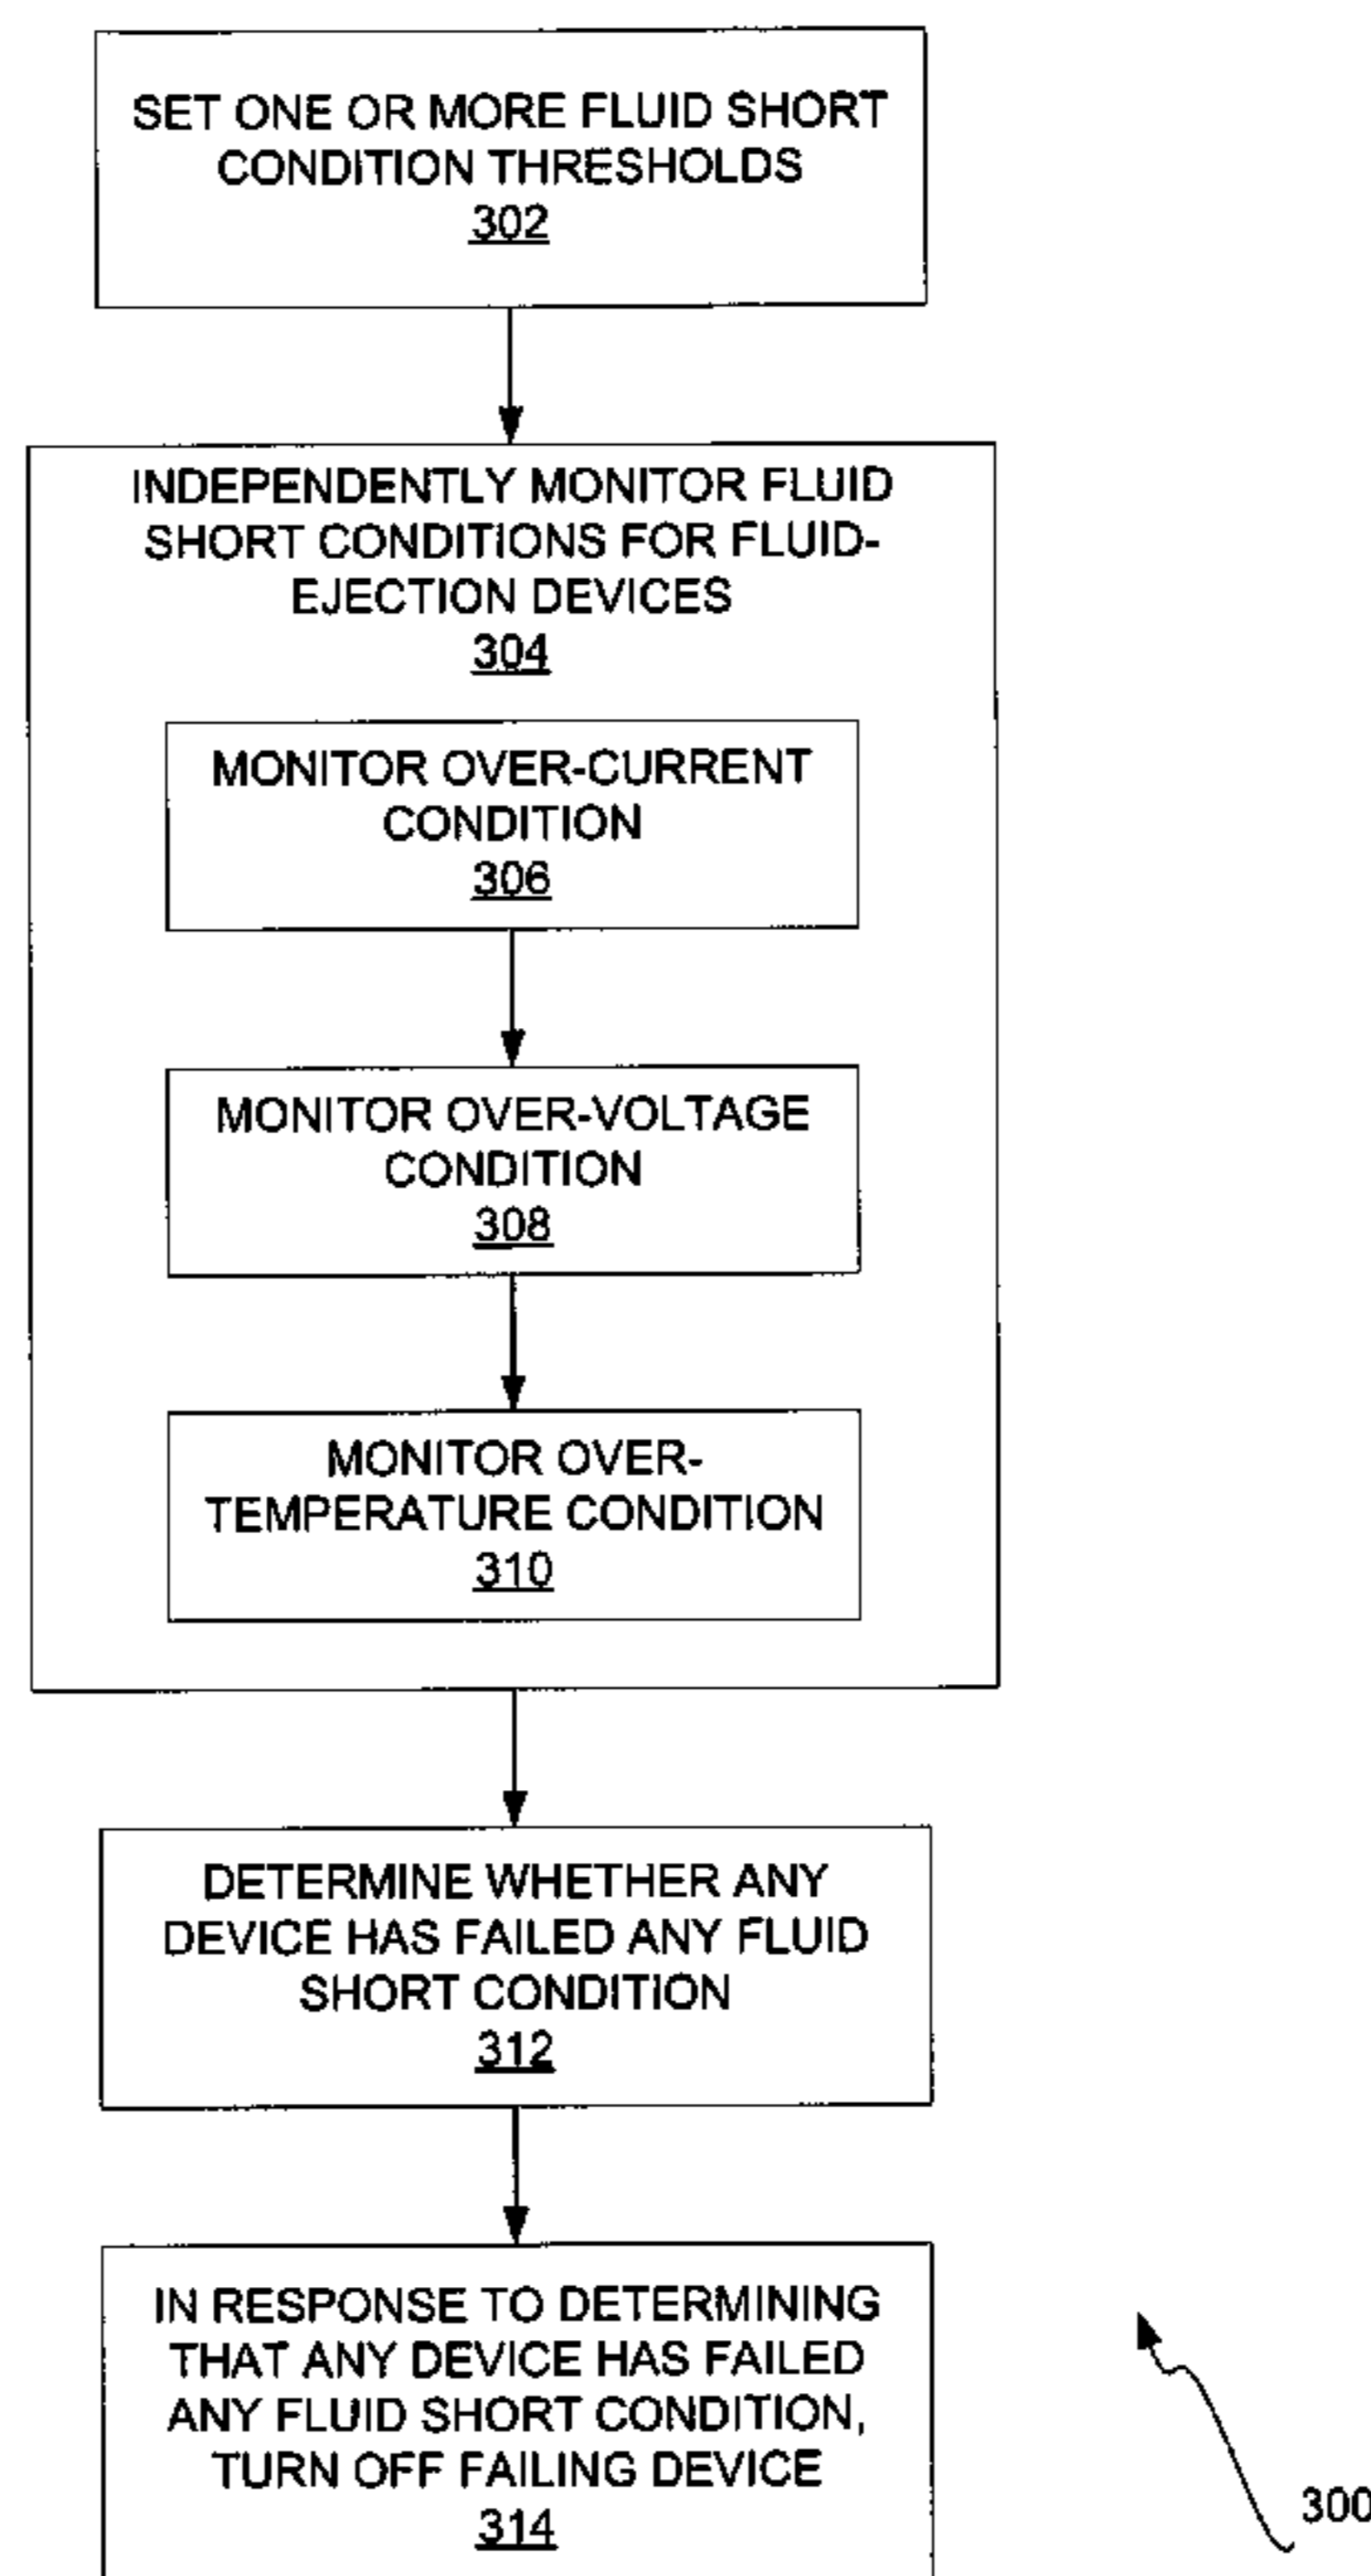 SET ONE OR MORE FLUID SHORT
CONDITION THRESHOLDS
302
INDEPENDENTLY MONITOR FLUID
SHORT CONDITIONS FOR FLUID-
EJECTION DEVICES
304
MONITOR OVER-CURRENT
CONDITION
306
MONITOR OVER-VOLTAGE
CONDITION
308
MONITOR OVER-
TEMPERATURE CONDITION
310
DETERMINE WHETHER ANY
DEVICE HAS FAILED ANY FLUID
SHORT CONDITION
312
IN RESPONSE TO DETERMINING
THAT ANY DEVICE HAS FAILED
ANY FLUID SHORT CONDITION,
TURN OFF FAILING DEVICE
314
300